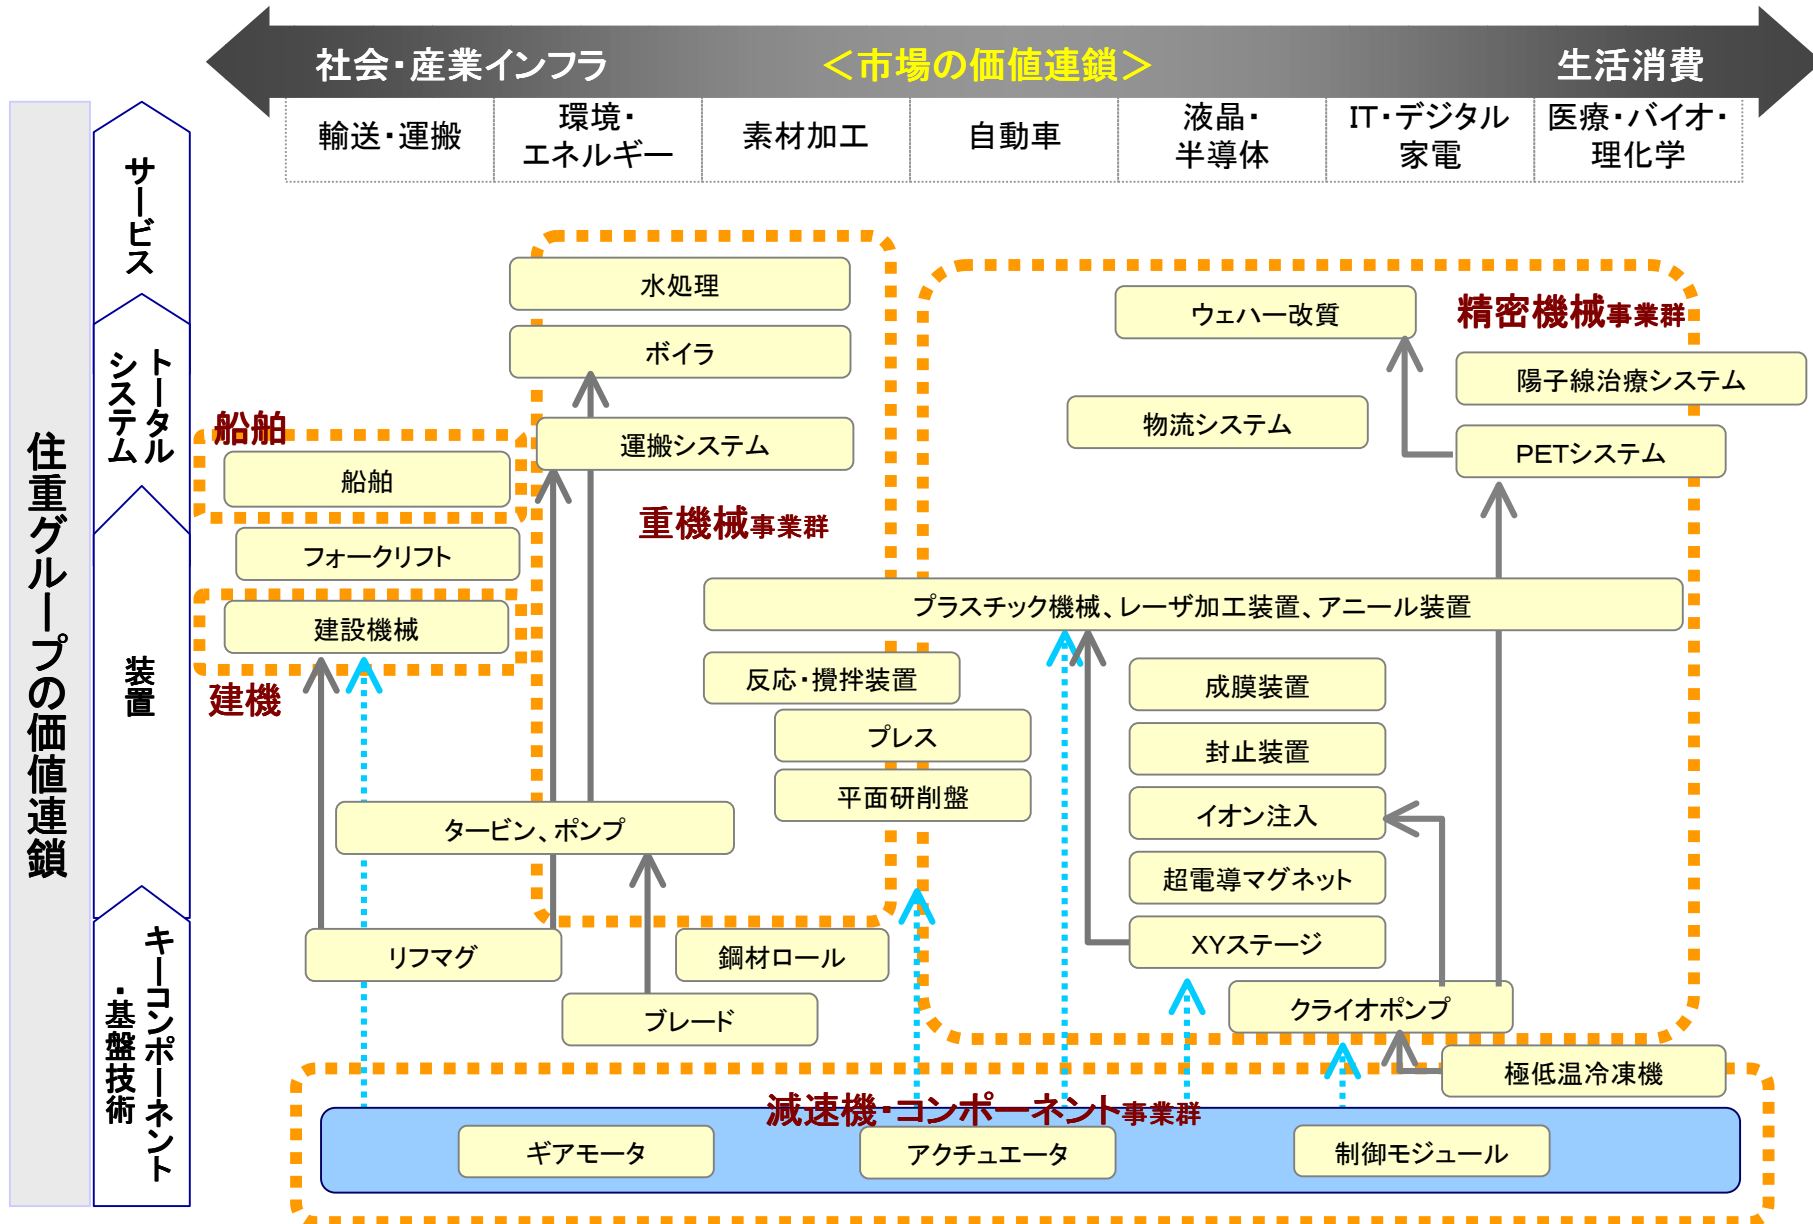 社会・産業インフラ
＜市場の価値連鎖＞
生活消費
輸送・運搬
環境・
エネルギー
素材加工
自動車
液晶・
半導体
IT・デジタル
家電
医療・バイオ・
理化学
住重グループの価値連鎖
サービス
トータル
システム
装置
キーコンポーネント
・基盤技術
水処理
ボイラ
運搬システム
重機械事業群
船舶
船舶
フォークリフト
建設機械
建機
精密機械事業群
ウェハー改質
陽子線治療システム
物流システム
PETシステム
プラスチック機械、レーザ加工装置、アニール装置
反応・攪拌装置
プレス
平面研削盤
成膜装置
封止装置
イオン注入
超電導マグネット
XYステージ
タービン、ポンプ
リフマグ
鋼材ロール
ブレード
クライオポンプ
極低温冷凍機
減速機・コンポーネント事業群
ギアモータ
アクチュエータ
制御モジュール